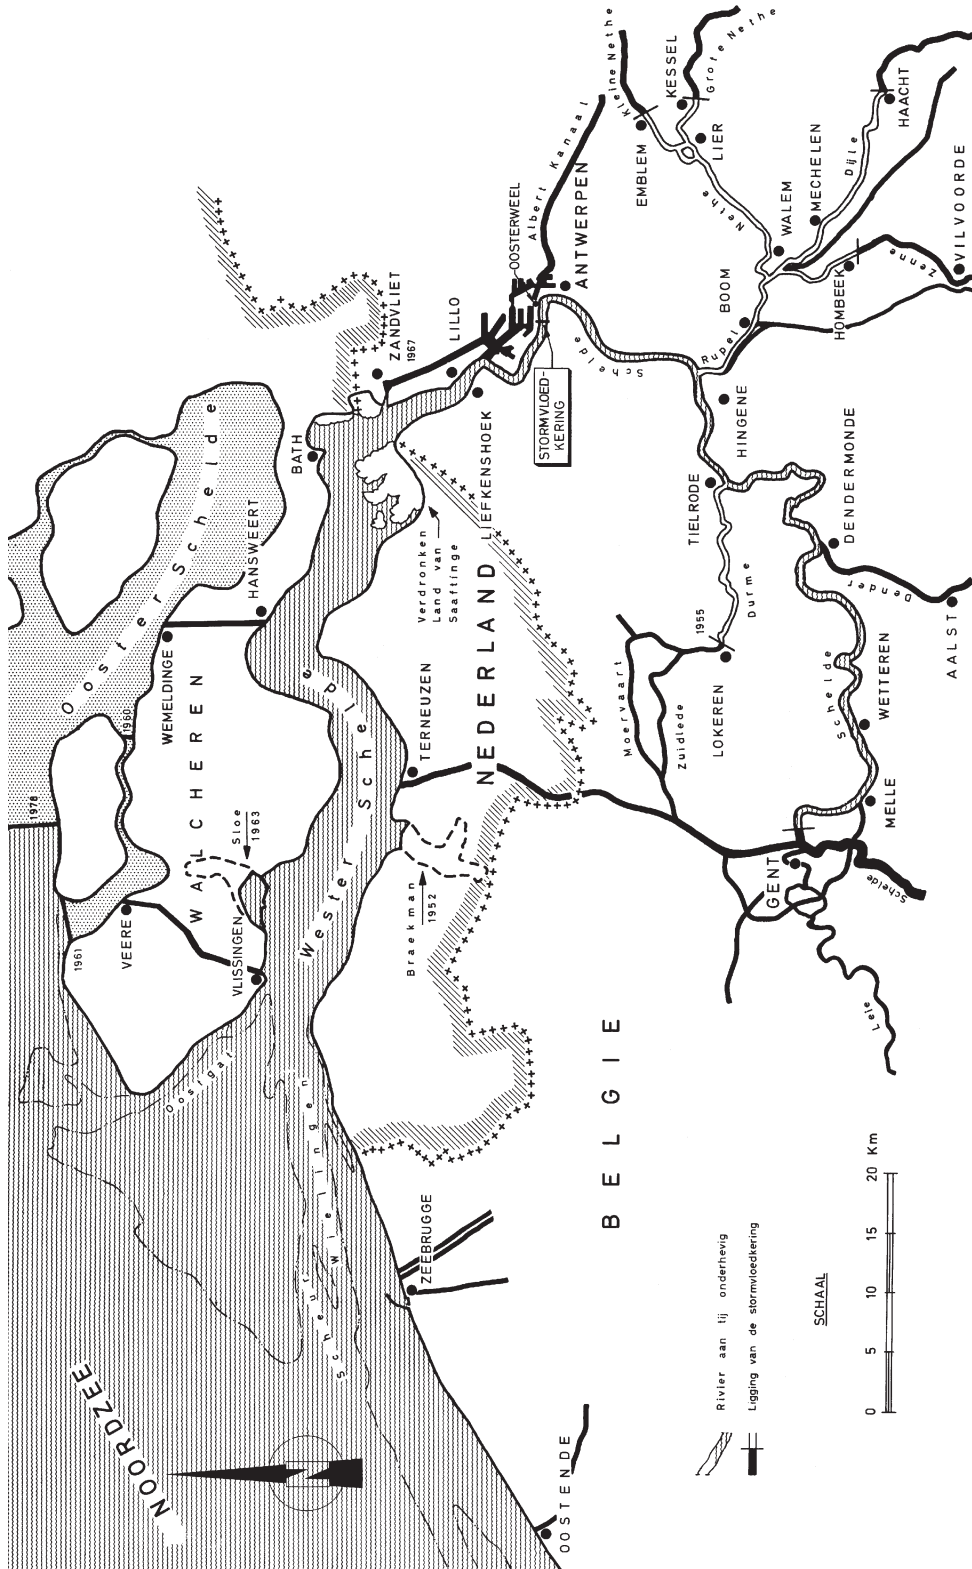 NOORDZEE
OOSTENDE
ZEEBRUGGE
Scheur
Wielingen
Oostgat
1961
VEERE
VLISSINGEN
WALCHEREN
Sloe
1963
1978
1960
WEMELDINGE
HANSWEERT
Ooster Schelde
Wester Schelde
Braekman
1952
TERNEUZEN
NEDERLAND
Verdronken
Land van
Saaftinge
BATH
ZANDVLIET
1967
LILLO
LIEFKENSHOEK
OOSTERWEEL
Albert Kanaal
ANTWERPEN
STORMVLOED-
KERING
Schelde
BELGIE
Moervaart
Zuidlede
LOKEREN
1955
Durme
TIELRODE
HINGENE
Rupel
BOOM
WALEM
Nethe
EMBLEM
Kleine Nethe
KESSEL
Grote Nethe
LIER
MECHELEN
Dijle
HAACHT
HOMBEEK
Zenne
VILVOORDE
DENDERMONDE
Dender
AALST
Schelde
WETTEREN
MELLE
GENT
Schelde
Leie
Rivier aan tij onderhevig
Ligging van de stormvloedkering
SCHAAL
0 5 10 15 20 Km